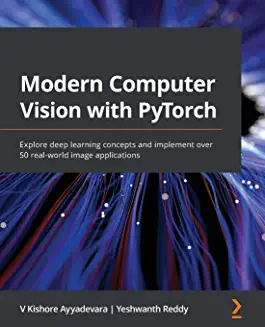 Modern Computer
Vision with PyTorch
Explore deep learning concepts and implement over
50 real-world image applications
V Kishore Ayyadevara | Yeshwanth Reddy